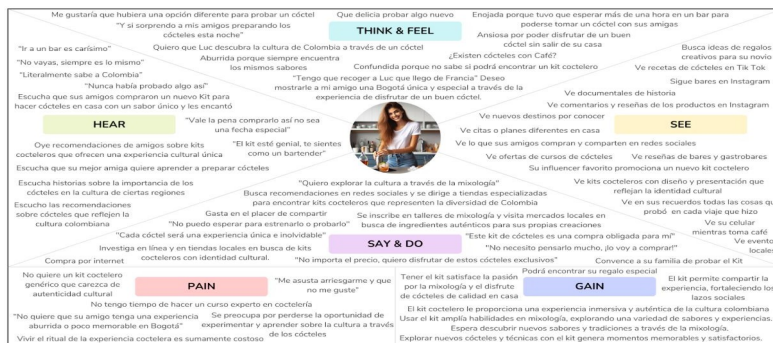 Me gustaría que hubiera una opción diferente para probar un cóctel
Que delicia probar algo nuevo
Enojada porque tuvo que esperar más de una hora en un bar para
poderse tomar un cóctel con sus amigas
"Y si sorprendo a mis amigos preparando los
cócteles esta noche"
THINK & FEEL
Ansiosa por poder disfrutar de un buen
cóctel sin salir de su casa
Quiero que Luc descubra la cultura de Colombia a través de un cóctel
¿Existen cócteles con Café?
Aburrida porque siempre encuentra
los mismos sabores
Confundida porque no sabe si podrá encontrar un kit coctelero
"Tengo que recoger a Luc que llego de Francia" Deseo
mostrarle a mi amigo una Bogotá única y especial a través de la
experiencia de disfrutar de un buen cóctel.
"Ir a un bar es carísimo"
"No vayas, siempre es lo mismo"
"Literalmente sabe a Colombia"
"Nunca había probado algo así"
Escucha que sus amigos compraron un nuevo Kit para
hacer cócteles en casa con un sabor único y les encantó
HEAR
"Vale la pena comprarlo así no sea
una fecha especial"
Oye recomendaciones de amigos sobre kits
cocteleros que ofrecen una experiencia cultural única
"El kit esté genial, te sientes
como un bartender"
Escucha que su mejor amiga quiere aprender a preparar cócteles
Escucha historias sobre la importancia de los
cócteles en la cultura de ciertas regiones
Escucho las recomendaciones
sobre cócteles que reflejen la
cultura colombiana
Busca ideas de regalos
creativos para su novio
Ve recetas de cócteles en Tik Tok
Sigue bares en Instagram
Ve documentales de historia
Ve comentarios y reseñas de los productos en Instagram
Ve nuevos destinos por conocer
SEE
Ve citas o planes diferentes en casa
Ve lo que sus amigos compran y comparten en redes sociales
Ve ofertas de cursos de cócteles
Ve reseñas de bares y gastrobares
Su influencer favorito promociona un nuevo kit coctelero
Ve kits cocteleros con diseño y presentación que
reflejan la identidad cultural
Ve en sus recuerdos todas las cosas que
probó en cada viaje que hizo
Ve su celular
mientras toma café
Ve evento
locales
"Quiero explorar la cultura a través de la mixología"
Busca recomendaciones en redes sociales y se dirige a tiendas especializadas
para encontrar kits cocteleros que representen la diversidad de Colombia
Gasta en el placer de compartir
"No puedo esperar para estrenarlo o probarlo"
Se inscribe en talleres de mixología y visita mercados locales en
busca de ingredientes auténticos para sus propias creaciones
"Cada cóctel será una experiencia única e inolvidable"
SAY & DO
"Este kit de cócteles es una compra obligada para mí"
Investiga en línea y en tiendas locales en busca de kits
cocteleros con identidad cultural.
"No necesito pensarlo mucho, ¡lo voy a comprar!"
Compra por internet
"No importa el precio, quiero disfrutar de estos cócteles exclusivos"
Convence a su familia de probar el Kit
No quiere un kit coctelero
genérico que carezca de
autenticidad cultural
PAIN
"Me asusta arriesgarme y que
no me guste"
No tengo tiempo de hacer un curso experto en coctelería
"No quiere que su amigo tenga una experiencia
aburrida o poco memorable en Bogotá"
Se preocupa por perderse la oportunidad de
experimentar y aprender sobre la cultura a través
de los cócteles
Vivir el ritual de la experiencia coctelera es sumamente costoso
Podrá encontrar su regalo especial
Tener el kit satisface la pasión
por la mixología y el disfrute
de cócteles de calidad en casa
GAIN
El kit permite compartir la
experiencia, fortaleciendo los
lazos sociales
El kit coctelero le proporciona una experiencia inmersiva y auténtica de la cultura colombiana
Usar el kit amplía habilidades en mixología, explorando una variedad de sabores y experiencias.
Espera descubrir nuevos sabores y tradiciones a través de la mixología.
Explorar nuevos cócteles y técnicas con el kit genera momentos memorables y satisfactorios.